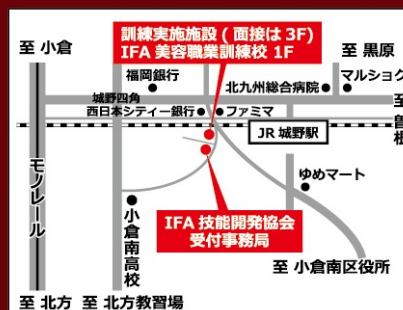 訓練実施施設(面接は3F)
IFA 美容職業訓練校 1F
至 小倉
至 黒原
福岡銀行
北九州総合病院
マルショク
城野四角
西日本シティー銀行
ファミマ
至 曽根
JR 城野駅
モノレール
ゆめマート
小倉南高校
IFA 技能開発協会
受付事務局
至 小倉南区役所
至 北方
至 北方教習場